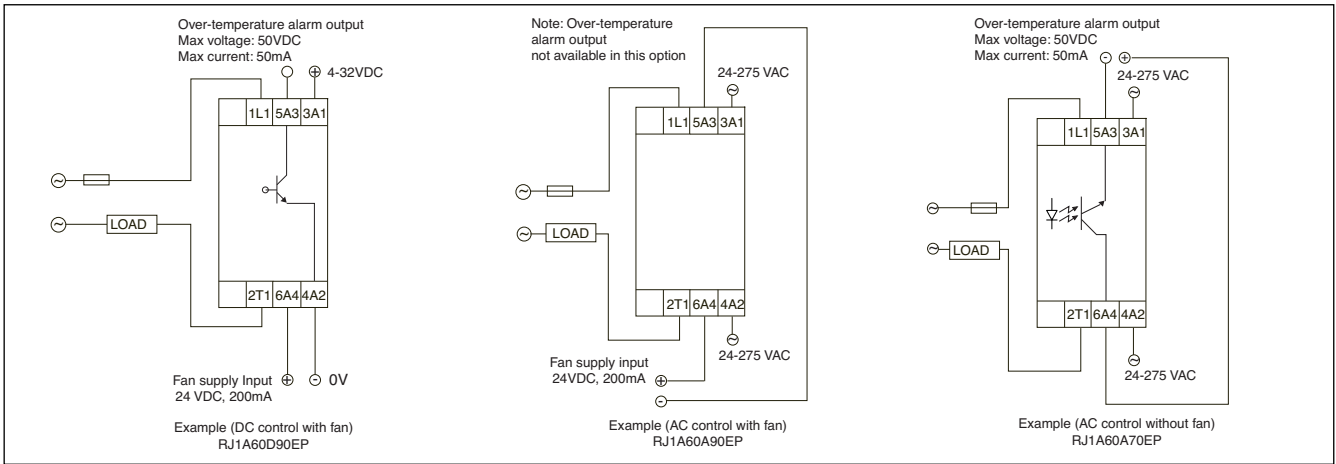 Over-temperature alarm output
Max voltage: 50VDC
Max current: 50mA
4-32VDC
1L1 5A3 3A1
LOAD
2T1 6A4 4A2
Fan supply Input
24 VDC, 200mA
0V
Example (DC control with fan)
RJ1A60D90EP
Note: Over-temperature
alarm output
not available in this option
24-275 VAC
1L1 5A3 3A1
LOAD
2T1 6A4 4A2
24-275 VAC
Fan supply input
24VDC, 200mA
Example (AC control with fan)
RJ1A60A90EP
Over-temperature alarm output
Max voltage: 50VDC
Max current: 50mA
24-275 VAC
1L1 5A3 3A1
LOAD
2T1 6A4 4A2
24-275 VAC
Example (AC control without fan)
RJ1A60A70EP